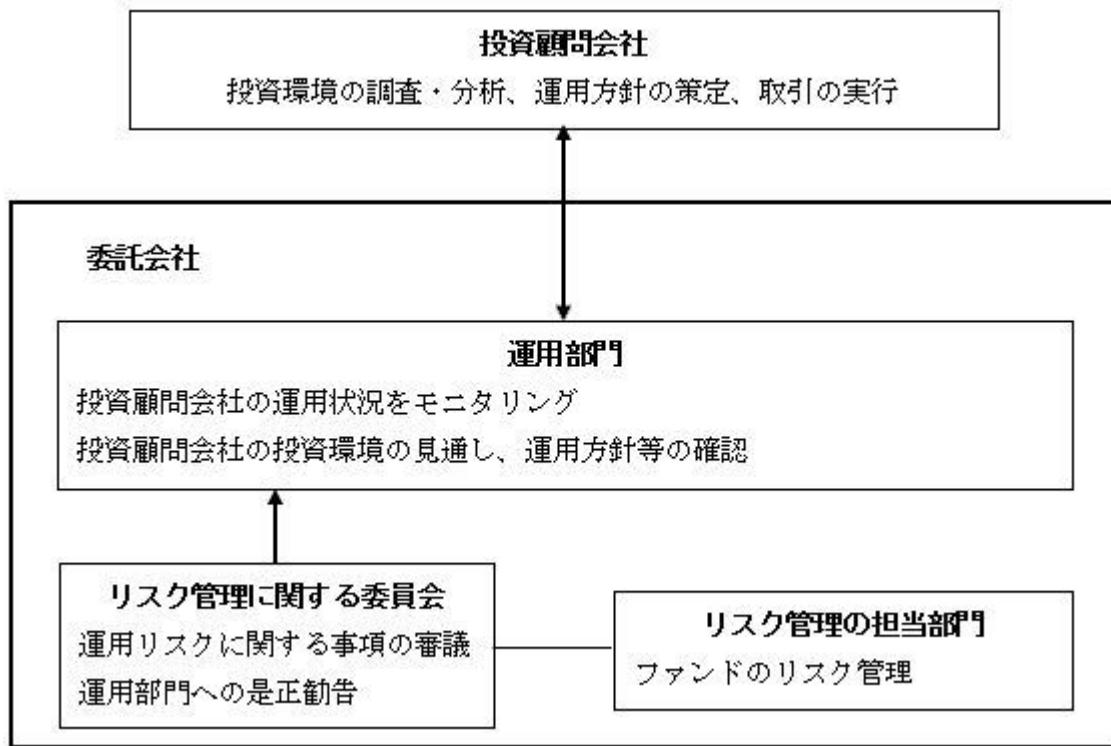 投資顧問会社
投資環境の調査・分析、運用方針の策定、取引の実行
委託会社
運用部門
投資顧問会社の運用状況をモニタリング
投資顧問会社の投資環境の見通し、運用方針等の確認
リスク管理に関する委員会
運用リスクに関する事項の審議
運用部門への是正勧告
リスク管理の担当部門
ファンドのリスク管理